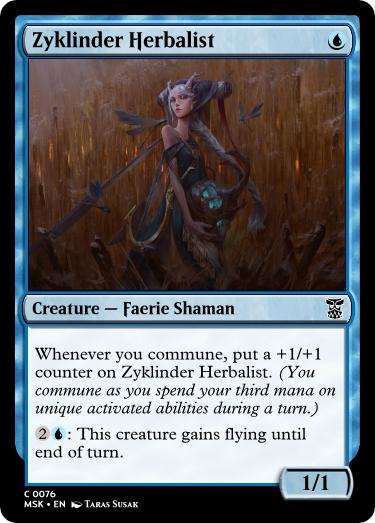 Zyklinder Herbalist
Creature — Faerie Shaman
Whenever you commune, put a +1/+1
counter on Zyklinder Herbalist. (You
commune as you spend your third mana on
unique activated abilities during a turn.)
2: This creature gains flying until
end of turn.
1/1
C 0076
MSK • EN Taras Susak